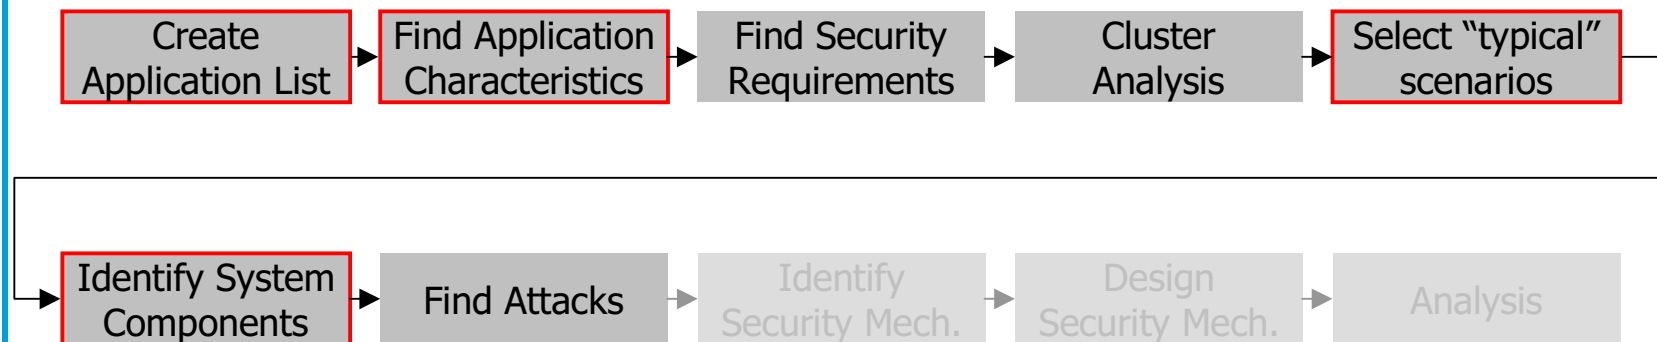 Create
Application List
Find Application
Characteristics
Find Security
Requirements
Cluster
Analysis
Select “typical”
scenarios
Identify System
Components
Find Attacks
Identify
Security Mech.
Design
Security Mech.
Analysis